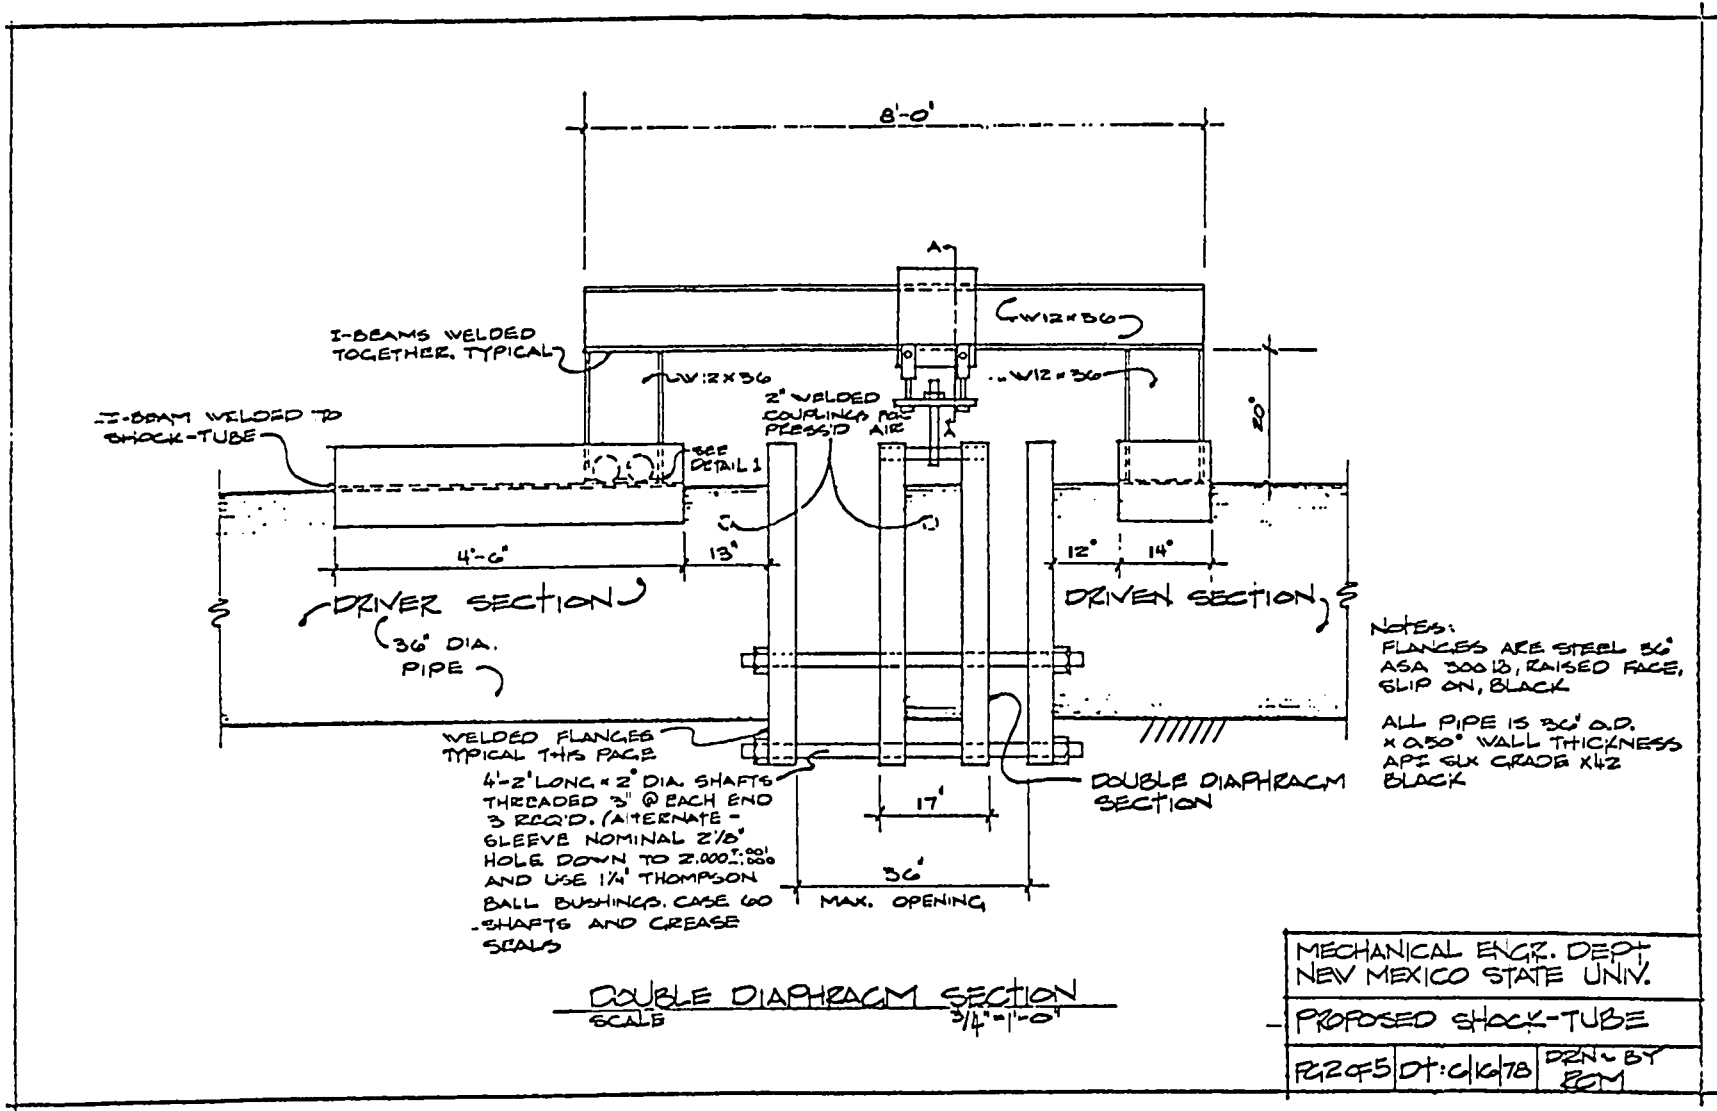 8'-0"
A
W12×36
I-BEAMS WELDED
TOGETHER, TYPICAL
W12×36
W12×36
2" WELDED
COUPLINGS FOR
PRESS'D AIR
A
20"
I-BEAM WELDED TO
SHOCK-TUBE
SEE
DETAIL 1
4'-6"
13"
12"
14"
DRIVER SECTION
36" DIA.
PIPE
DRIVEN SECTION
NOTES:
FLANGES ARE STEEL 36"
ASA 300 lb, RAISED FACE,
SLIP ON, BLACK
ALL PIPE IS 36" O.D.
× 0.50" WALL THICKNESS
API 5LX GRADE X42
BLACK
WELDED FLANGES
TYPICAL THIS PAGE
4'-2" LONG × 2" DIA. SHAFTS
THREADED 3" @ EACH END
3 REQ'D. (ALTERNATE -
SLEEVE NOMINAL 2 1/8"
HOLE DOWN TO 2.000 +.001 -.000
AND USE 1 1/4" THOMPSON
BALL BUSHINGS, CASE 60
SHAFTS AND GREASE
SEALS
DOUBLE DIAPHRAGM
SECTION
17"
36"
MAX. OPENING
DOUBLE DIAPHRAGM SECTION
SCALE 3/4"=1'-0"
MECHANICAL ENGR. DEPT
NEW MEXICO STATE UNIV.
PROPOSED SHOCK-TUBE
PG 2 OF 5 DT: 6/16/78 DRN BY
RGM